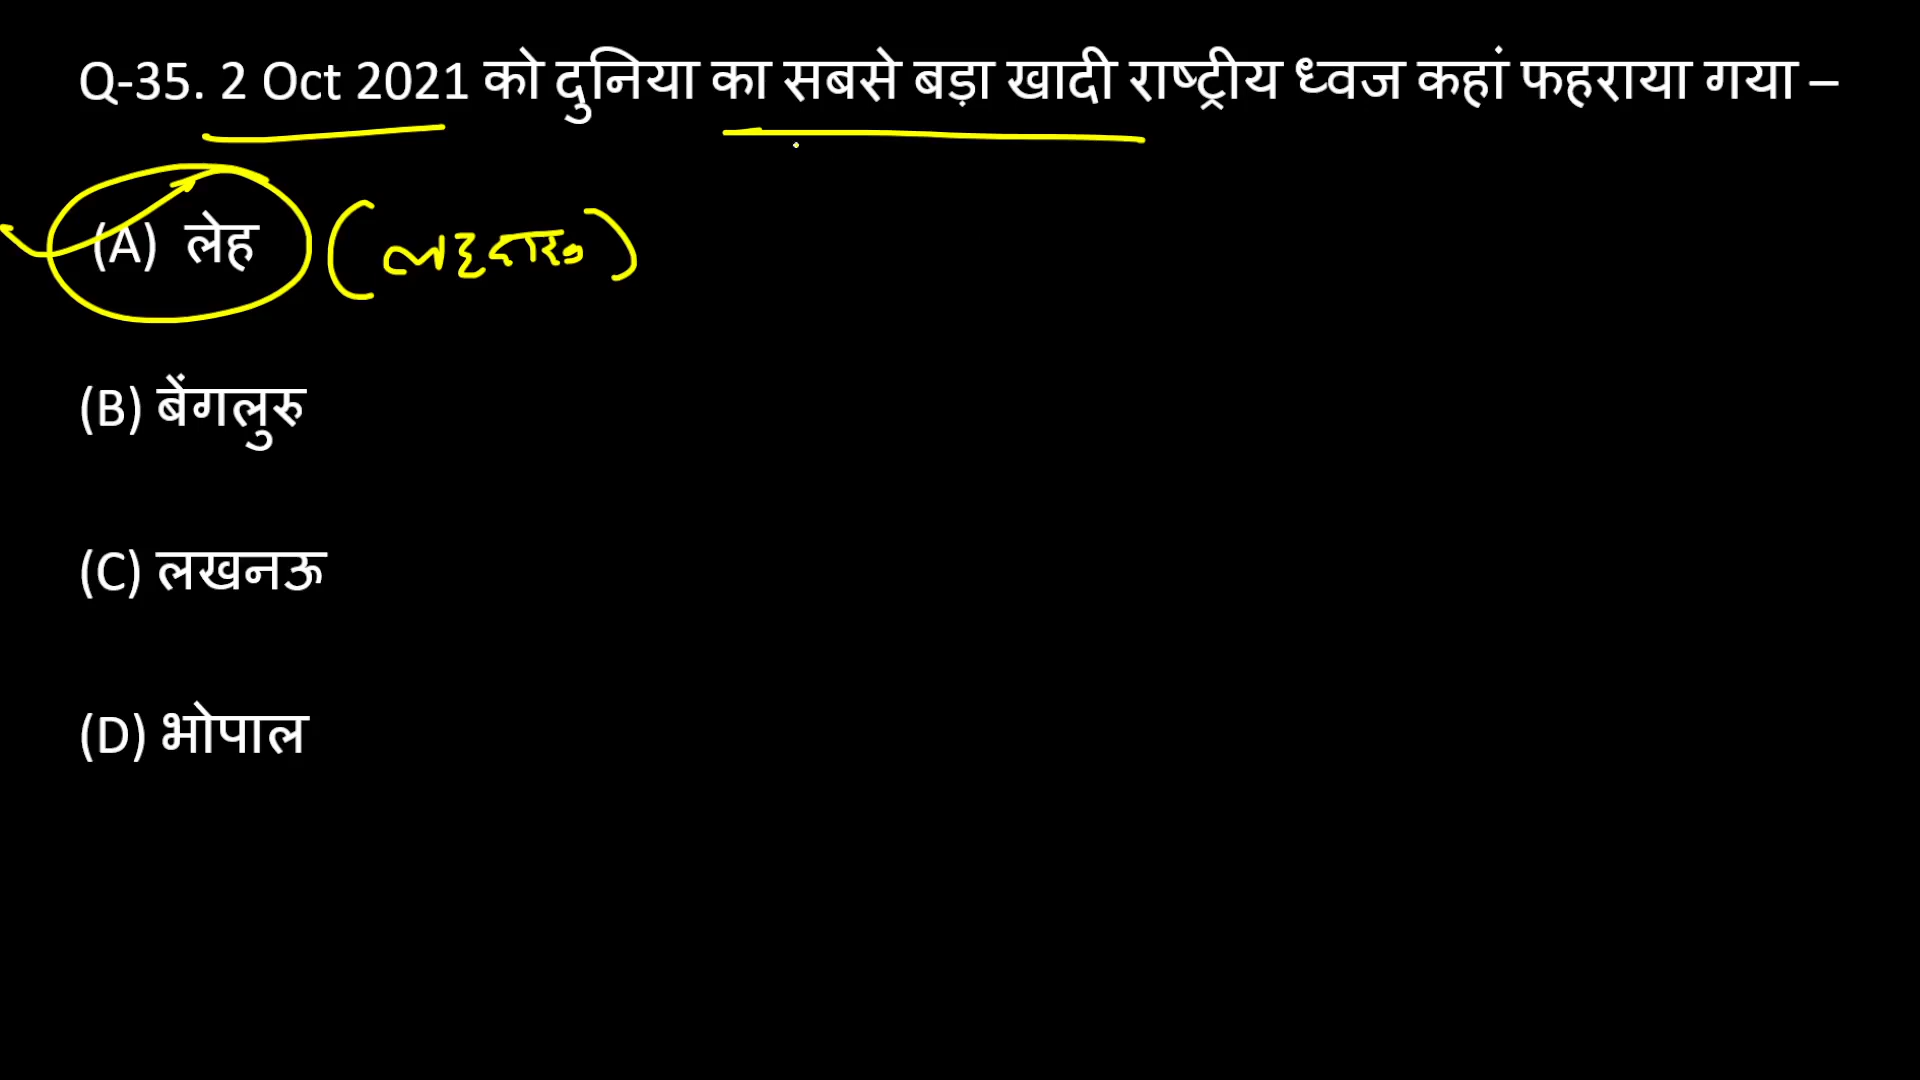 Q-35. 2 Oct 2021 को दुनिया का सबसे बड़ा खादी राष्ट्रीय ध्वज कहां फहराया गया –
(A) लेह (लद्दाख)
(B) बेंगलुरु
(C) लखनऊ
(D) भोपाल